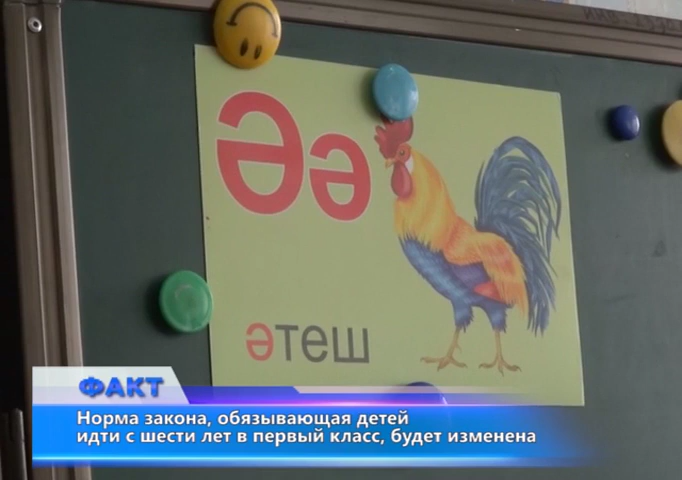 Әә
әтеш
ФАКТ
Норма закона, обязывающая детей
идти с шести лет в первый класс, будет изменена